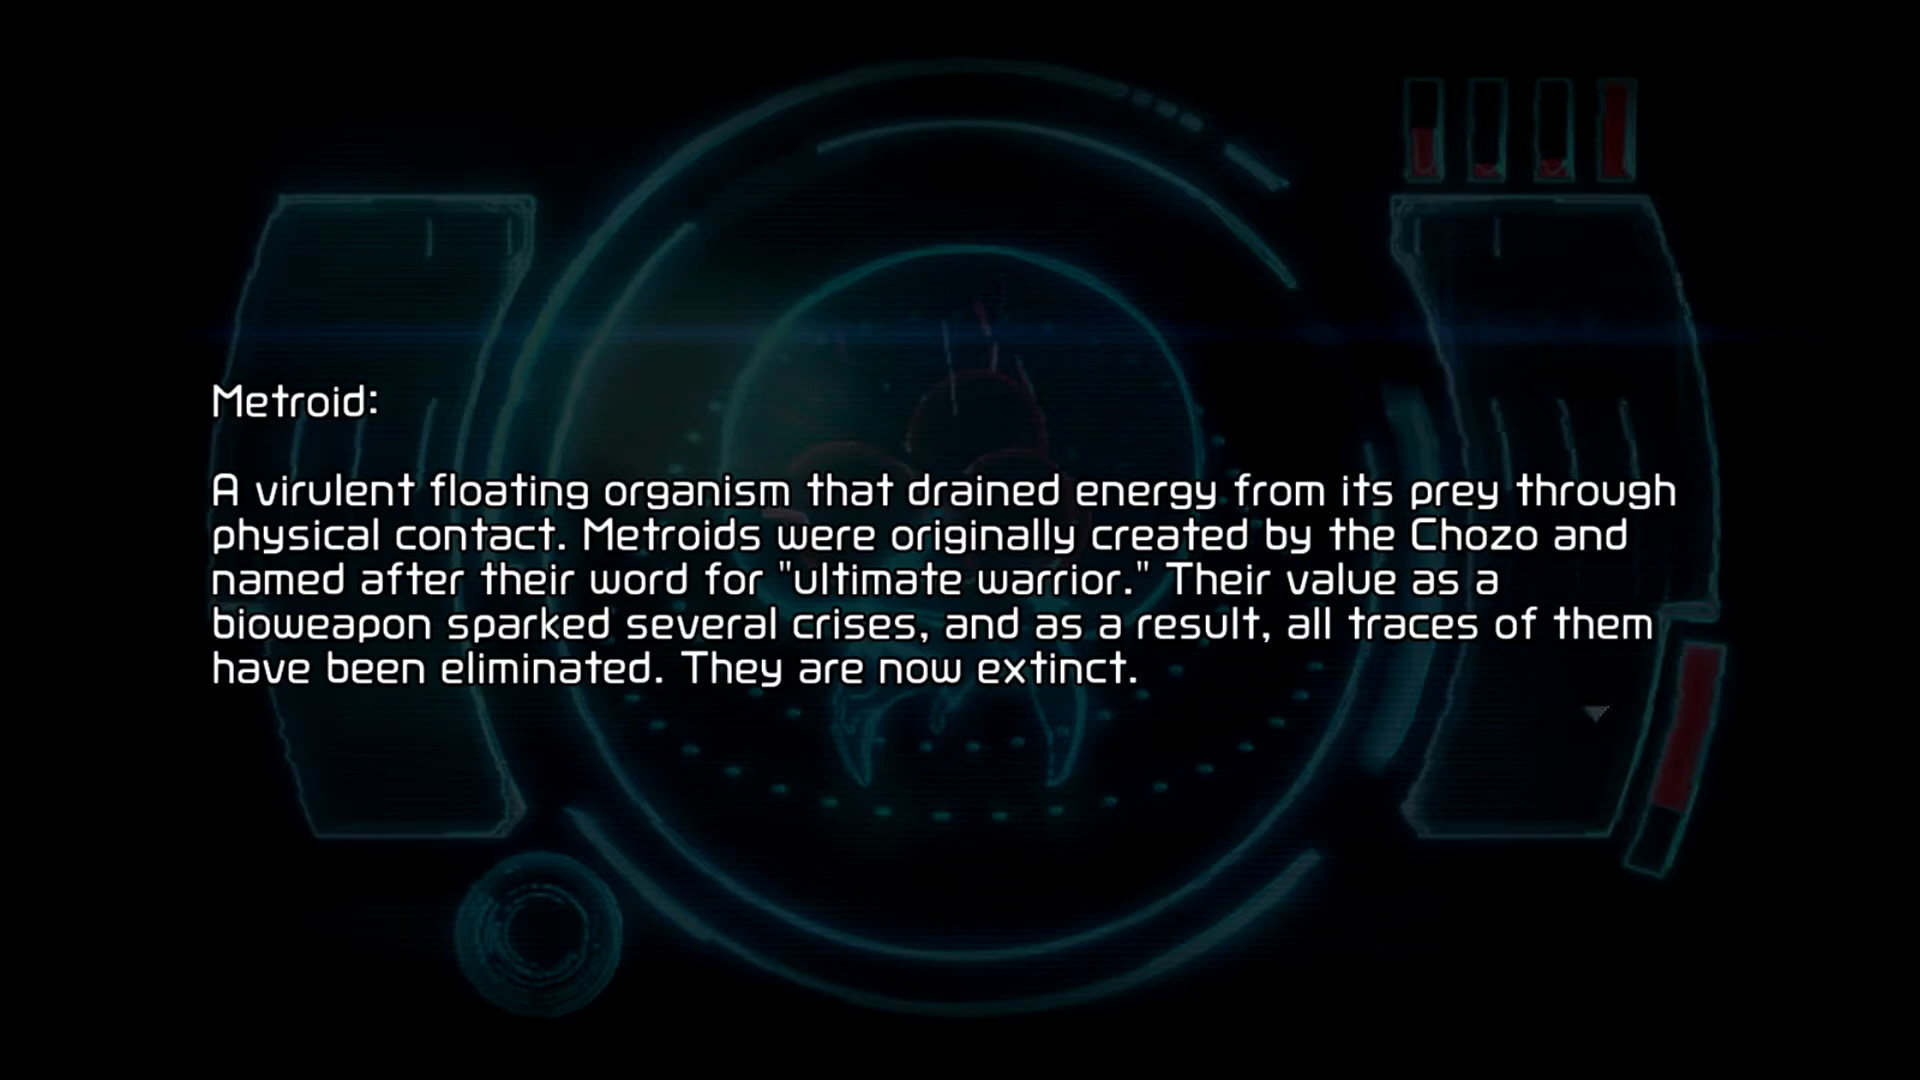 Metroid:
A virulent floating organism that drained energy from its prey through
physical contact. Metroids were originally created by the Chozo and
named after their word for "ultimate warrior." Their value as a
bioweapon sparked several crises, and as a result, all traces of them
have been eliminated. They are now extinct.